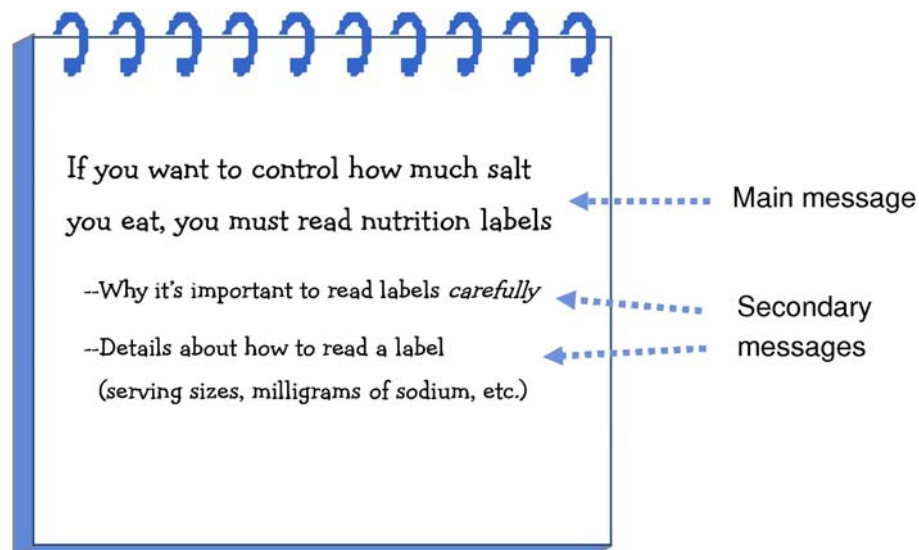 If you want to control how much salt
you eat, you must read nutrition labels
--Why it's important to read labels carefully
--Details about how to read a label
(serving sizes, milligrams of sodium, etc.)
Main message
Secondary
messages